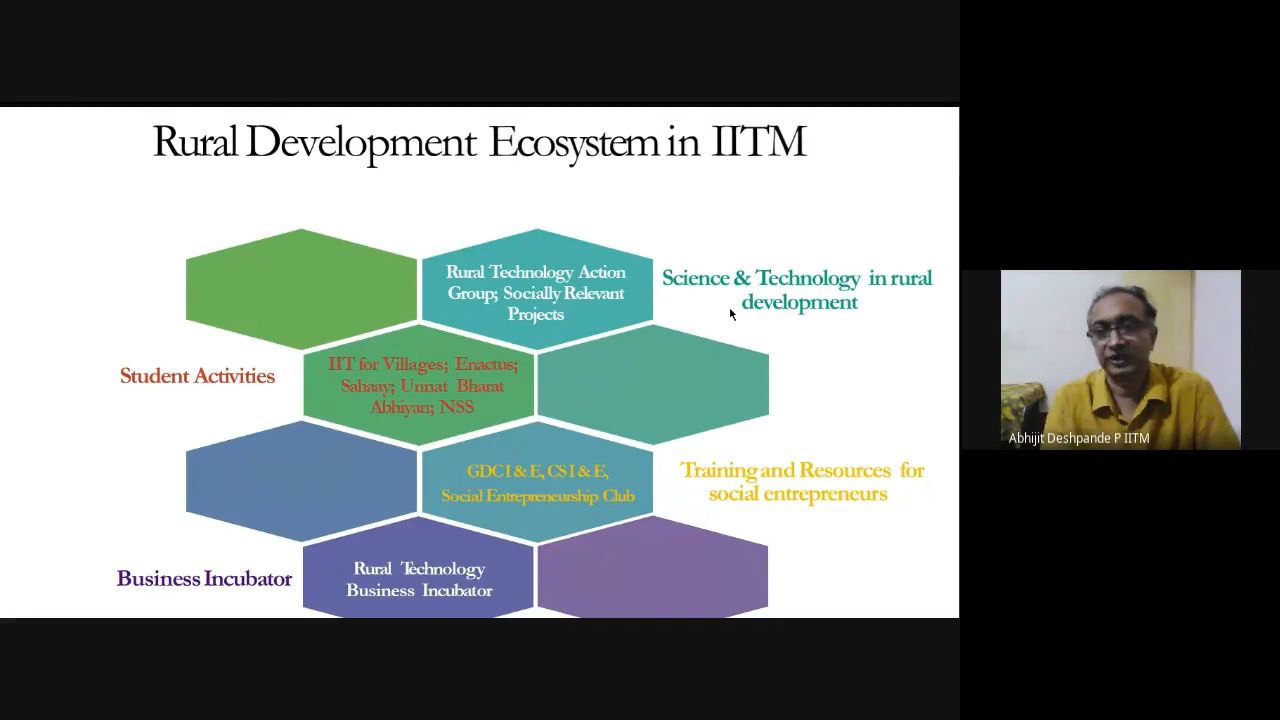 Rural Development Ecosystem in IITM
Rural Technology Action
Group; Socially Relevant
Projects
Science & Technology in rural
development
Student Activities
IIT for Villages; Enactus;
Sahaay; Unnat Bharat
Abhiyan; NSS
GDC I & E, CSI & E,
Social Entrepreneurship Club
Training and Resources for
social entrepreneurs
Business Incubator
Rural Technology
Business Incubator
Abhijit Deshpande P IITM